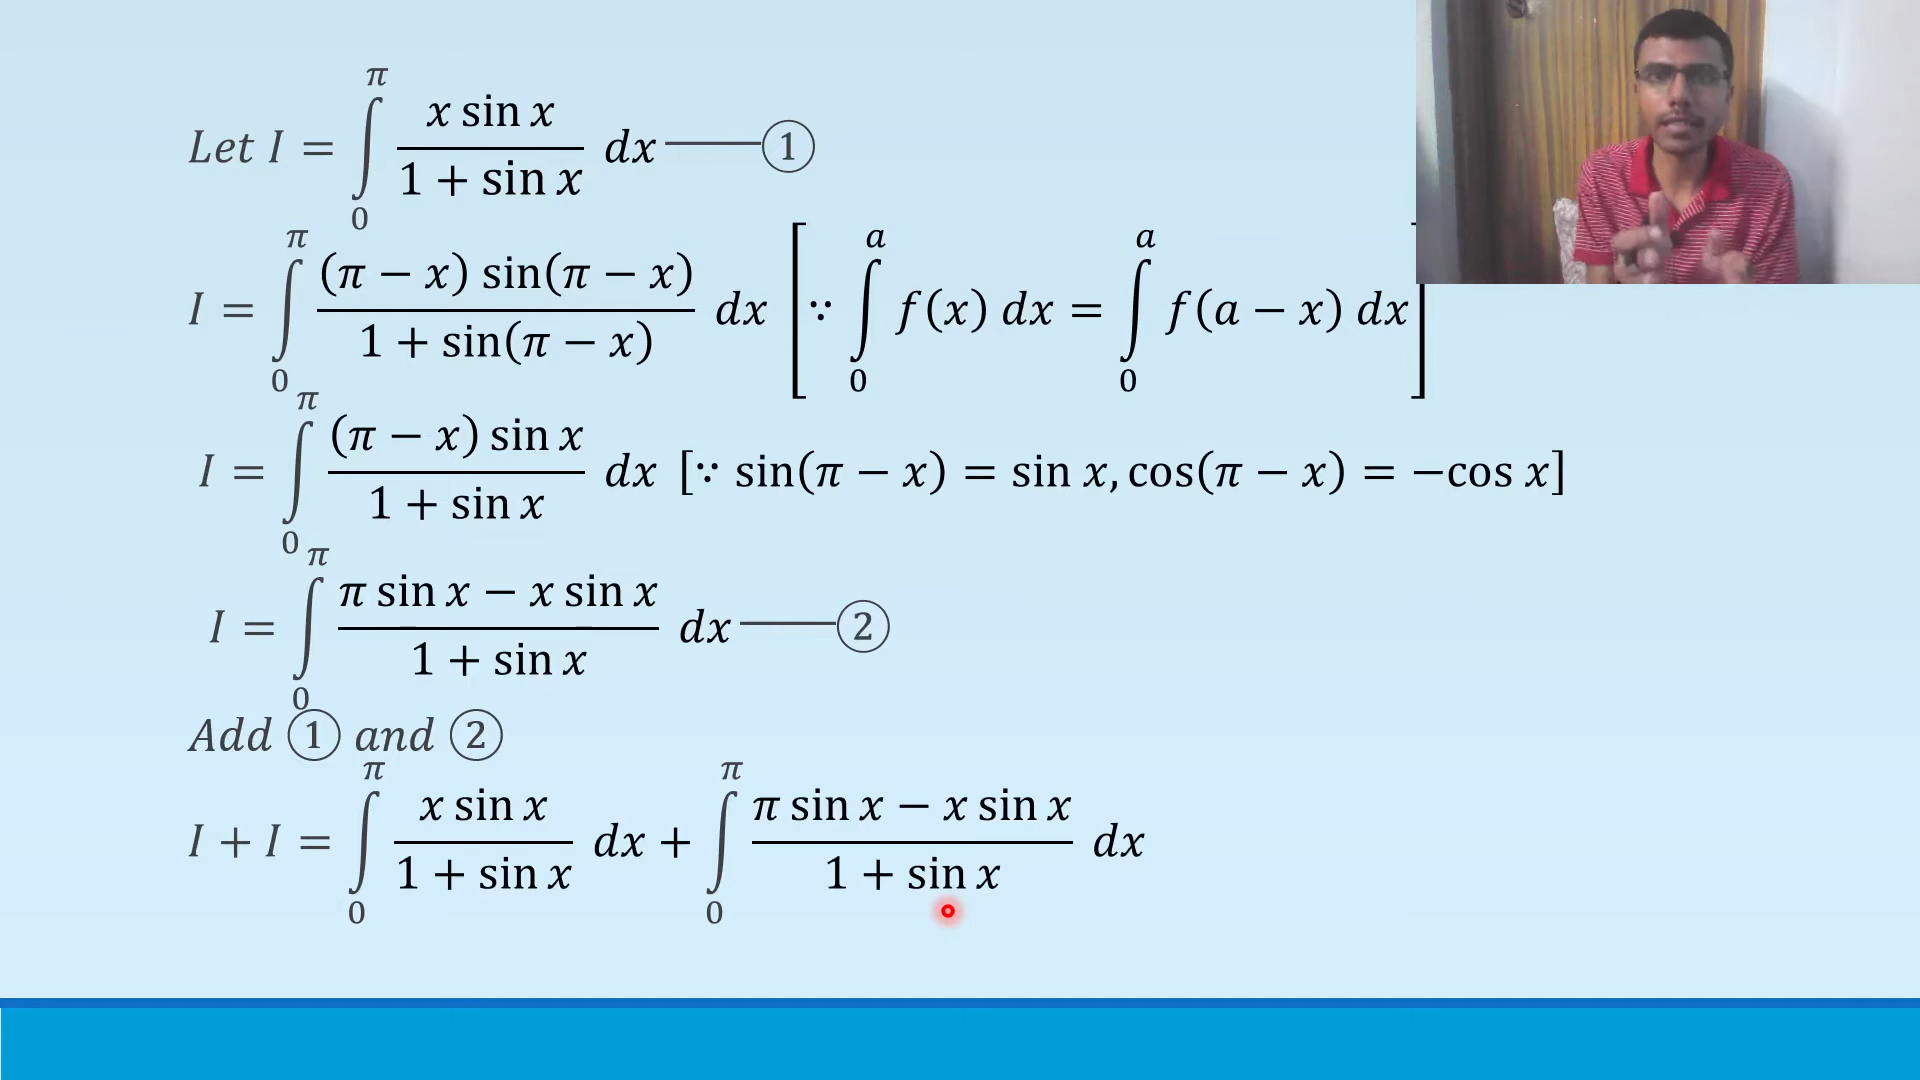 Let I = ∫₀^π (x sin x)/(1 + sin x) dx ——①
I = ∫₀^π ((π − x) sin(π − x))/(1 + sin(π − x)) dx [∵ ∫₀^a f(x) dx = ∫₀^a f(a − x) dx]
I = ∫₀^π ((π − x) sin x)/(1 + sin x) dx [∵ sin(π − x) = sin x, cos(π − x) = −cos x]
I = ∫₀^π (π sin x − x sin x)/(1 + sin x) dx ——②
Add ① and ②
I + I = ∫₀^π (x sin x)/(1 + sin x) dx + ∫₀^π (π sin x − x sin x)/(1 + sin x) dx